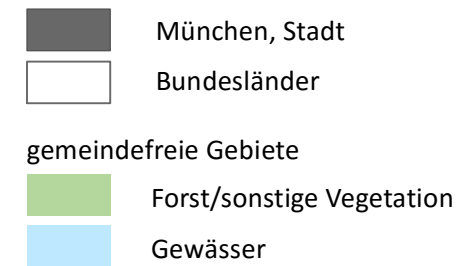 München, Stadt
Bundesländer
gemeindefreie Gebiete
Forst/sonstige Vegetation
Gewässer